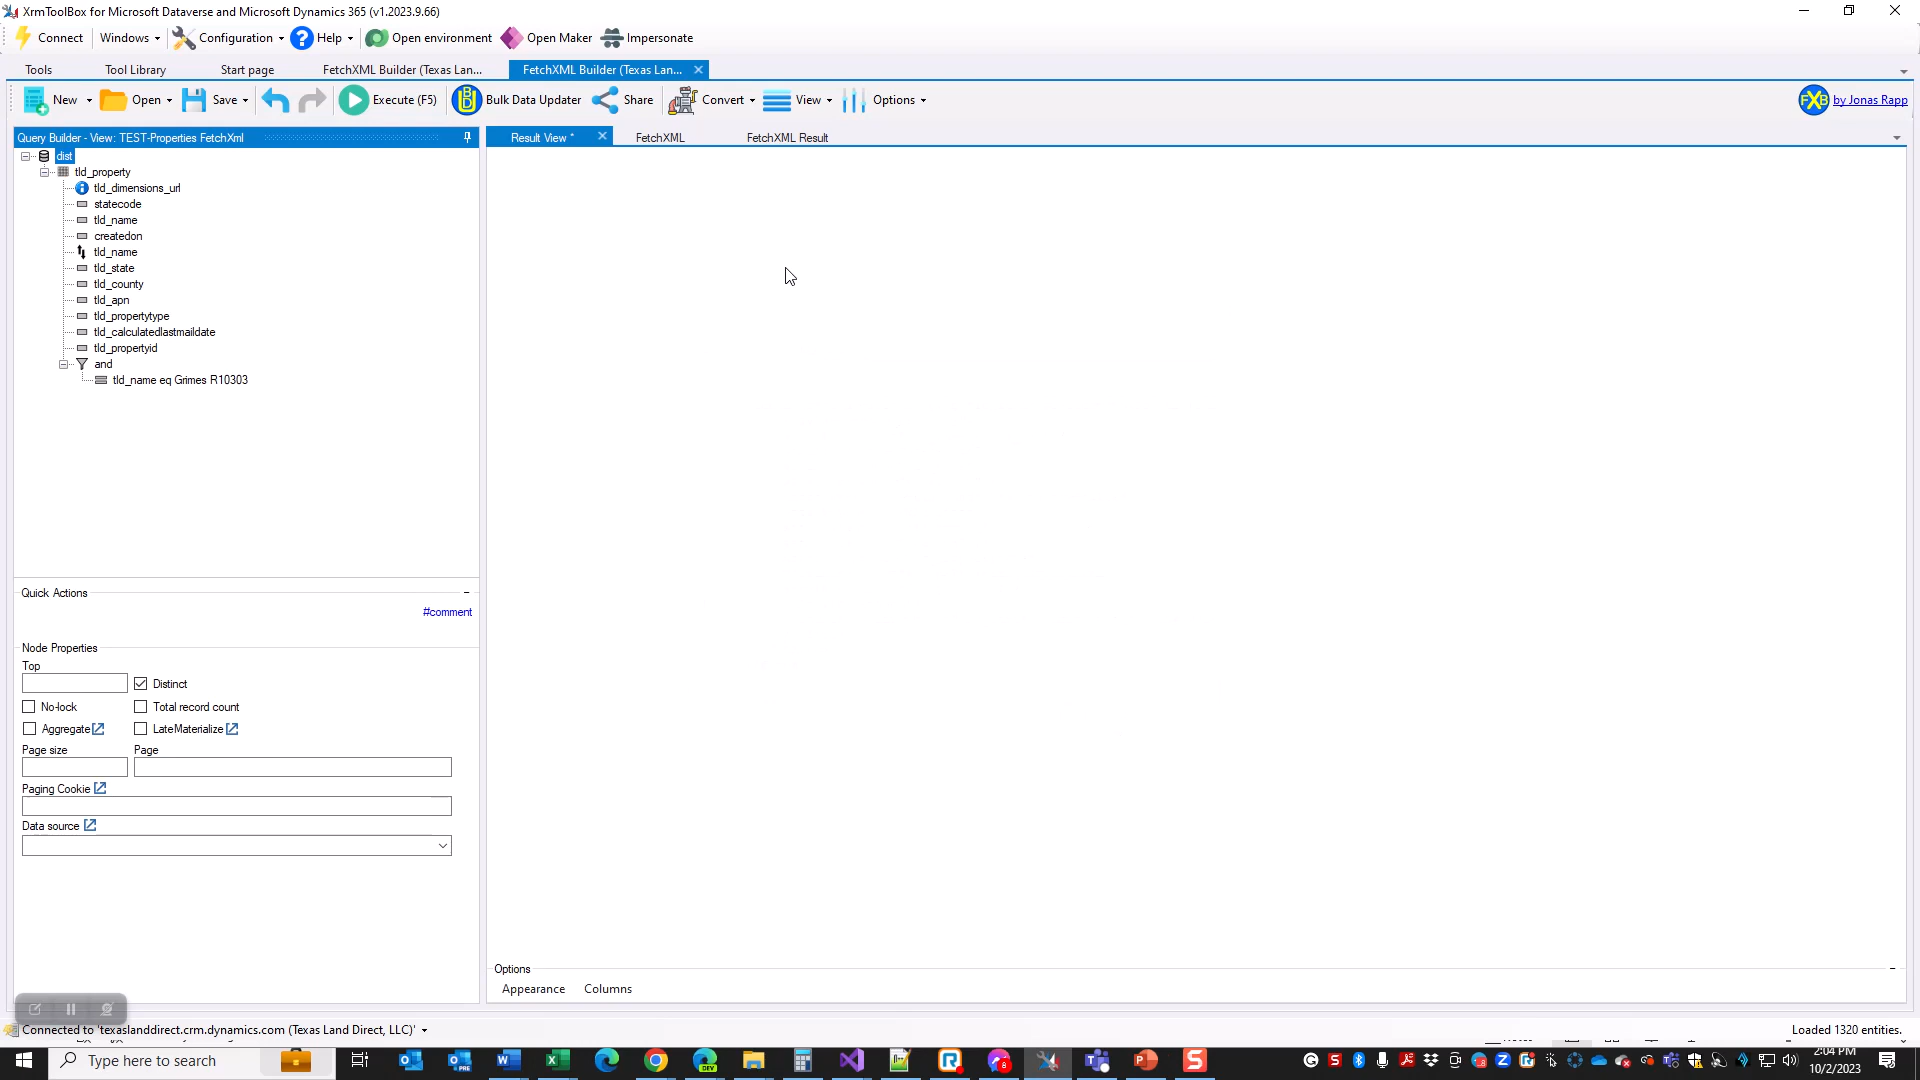 XrmToolBox for Microsoft Dataverse and Microsoft Dynamics 365 (v1.2023.9.66)
Connect Windows Configuration Help Open environment Open Maker Impersonate
Tools Tool Library Start page FetchXML Builder (Texas Lan... FetchXML Builder (Texas Lan...
New Open Save Execute (F5) Bulk Data Updater Share Convert View Options FXB by Jonas Rapp
Query Builder - View: TEST-Properties FetchXml
Result View * FetchXML FetchXML Result
dist
tld_property
tld_dimensions_url
statecode
tld_name
createdon
tld_name
tld_state
tld_county
tld_apn
tld_propertytype
tld_calculatedlastmaildate
tld_propertyid
and
tld_name eq Grimes R10303
Quick Actions
#comment
Node Properties
Top
Distinct
No-lock Total record count
Aggregate LateMaterialize
Page size Page
Paging Cookie
Data source
Options
Appearance Columns
Connected to 'texaslanddirect.crm.dynamics.com (Texas Land Direct, LLC)'
Loaded 1320 entities.
Type here to search
2:04 PM
10/2/2023